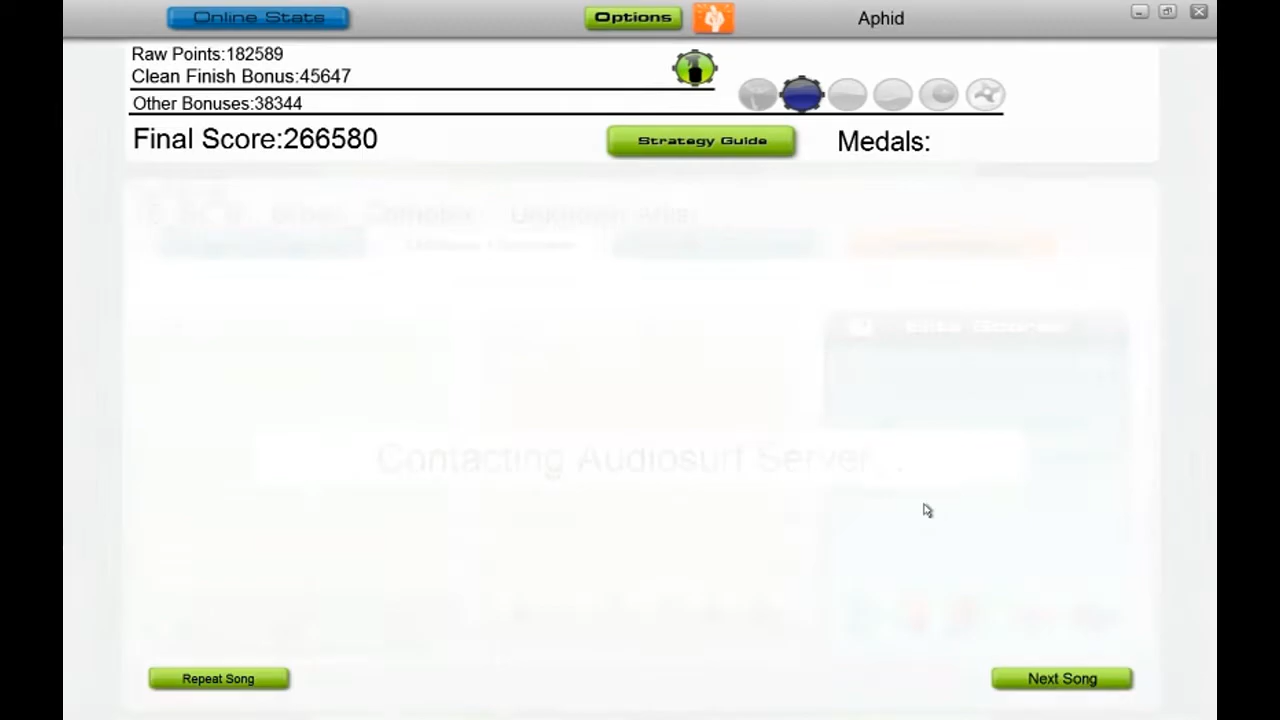 Online Stats
Options
Aphid
Raw Points:182589
Clean Finish Bonus:45647
Other Bonuses:38344
Final Score:266580
Strategy Guide
Medals:
Contacting Audiosurf Server
Repeat Song
Next Song